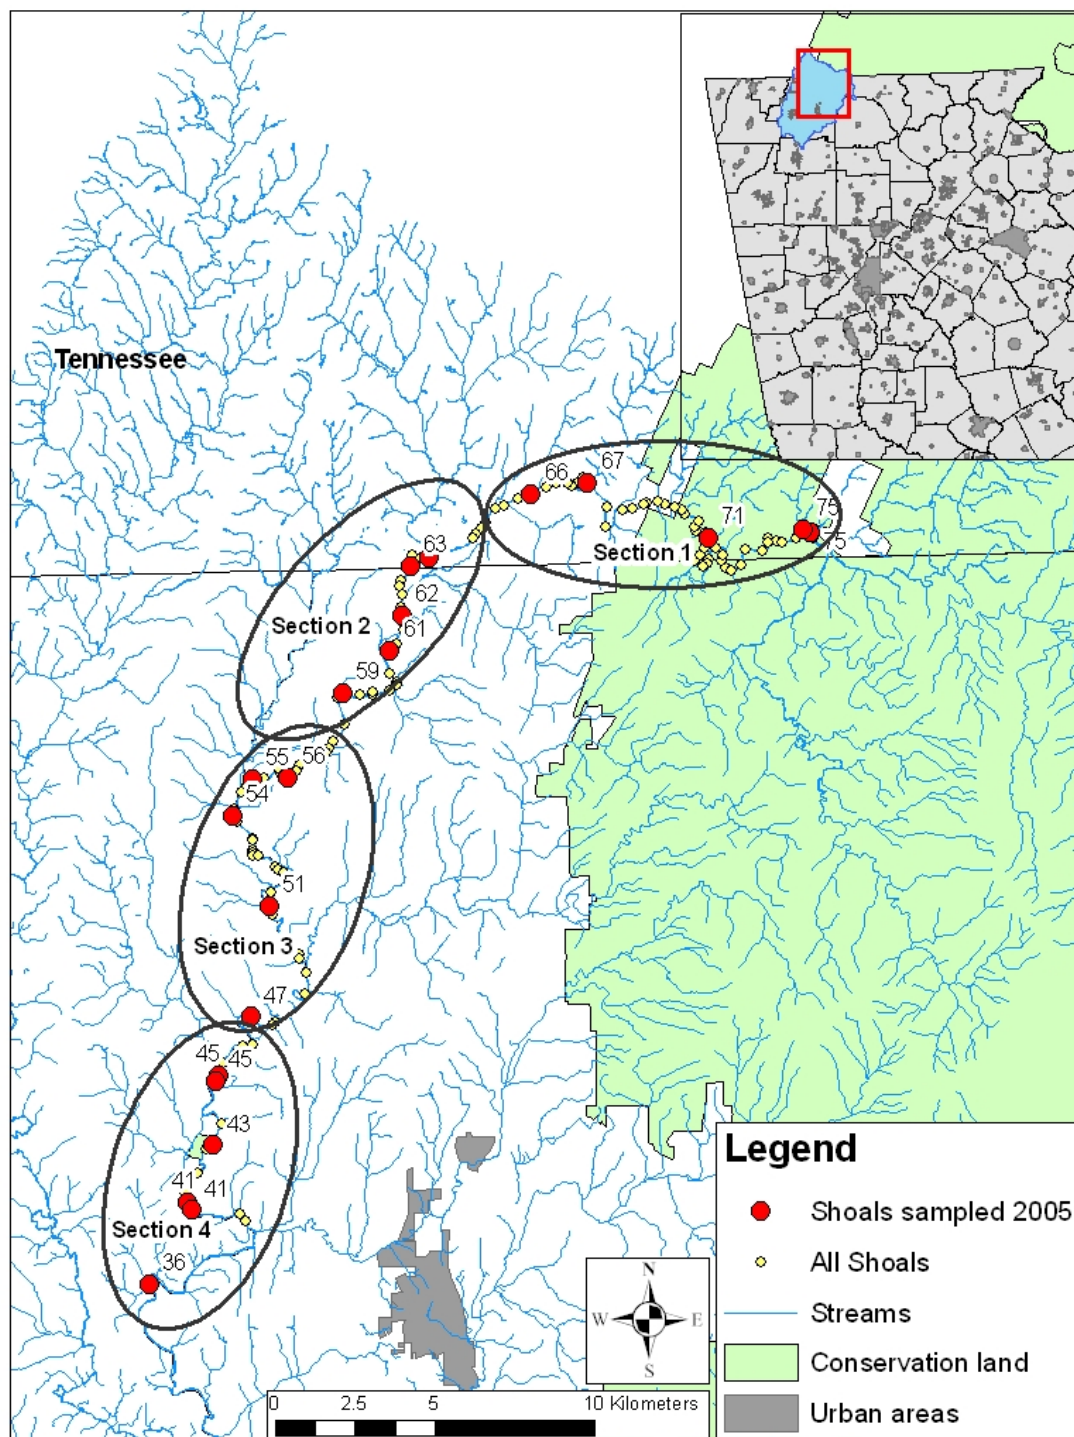 Tennessee
66
67
75
71
75
Section 1
63
62
Section 2
61
59
55
56
54
51
Section 3
47
45
45
43
41
41
Section 4
36
Legend
Shoals sampled 2005
All Shoals
Streams
Conservation land
Urban areas
N
W
E
S
0
2.5
5
10 Kilometers